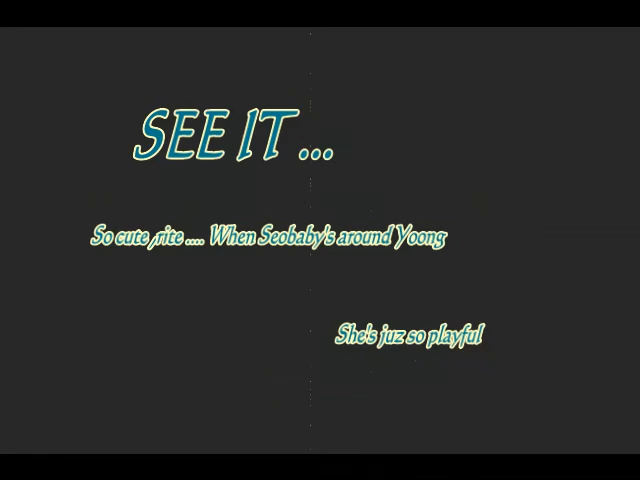 SEE IT ...
So cute ,rite .... When Seobaby's around Yoong
She's juz so playful